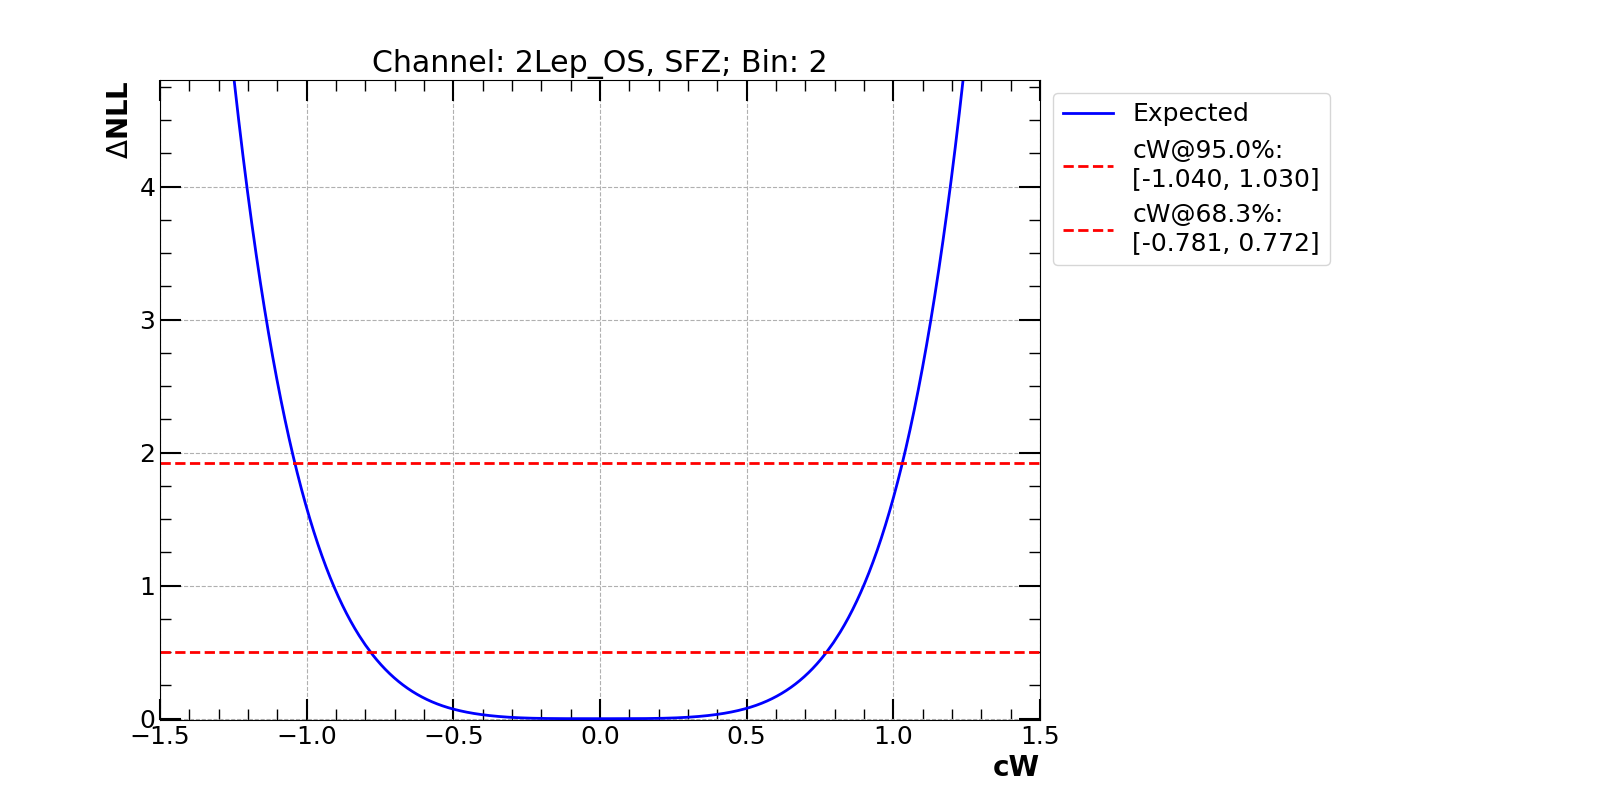 Channel: 2Lep_OS, SFZ; Bin: 2
ΔNLL
4
3
2
1
0
−1.5 −1.0 −0.5 0.0 0.5 1.0 1.5
cW
Expected
cW@95.0%:
[-1.040, 1.030]
cW@68.3%:
[-0.781, 0.772]